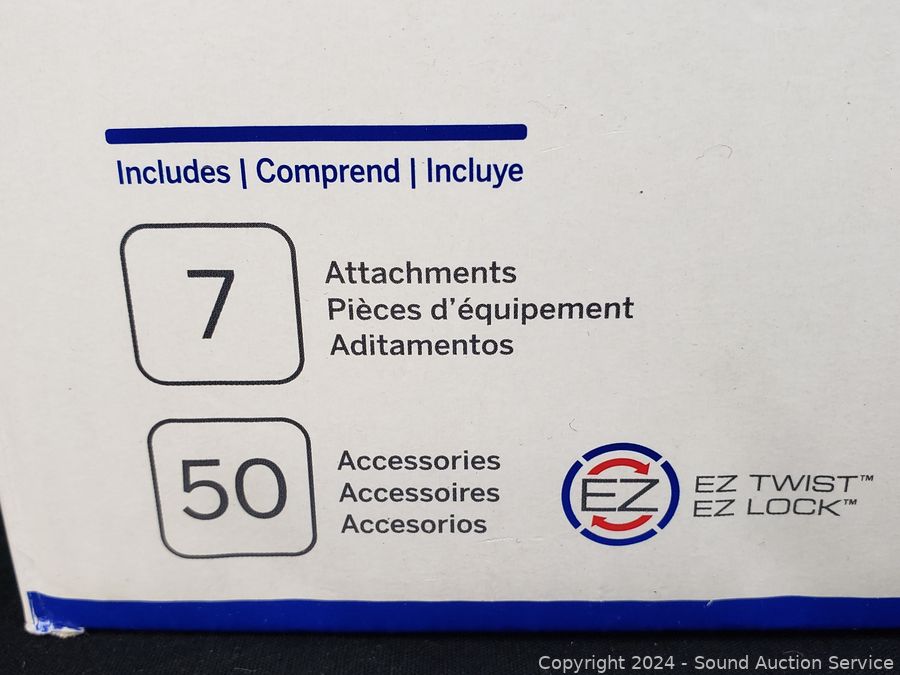 Includes | Comprend | Incluye
7
Attachments
Pièces d'équipement
Aditamentos
50
Accessories
Accessoires
Accesorios
EZ
EZ TWIST™
EZ LOCK™
Copyright 2024 - Sound Auction Service